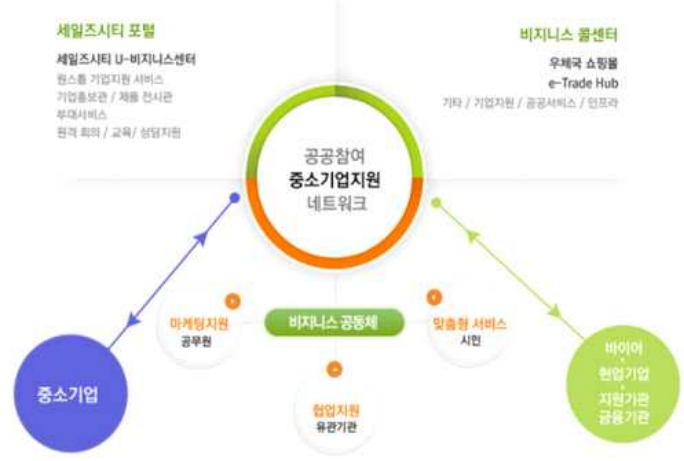 세일즈시티 포털
세일즈시티 U-비지니스센터
원스톱 기업지원 서비스
기업홍보관 / 제품 전시관
부대서비스
원격 회의 / 교육/ 상담지원
비지니스 콜센터
우체국 쇼핑몰
e-Trade Hub
기타 / 기업지원 / 공공서비스 / 인프라
공공참여
중소기업지원
네트워크
마케팅지원
공무원
비지니스 공동체
맞춤형 서비스
시민
협업지원
유관기관
중소기업
바이어
현업기업
지원기관
금융기관